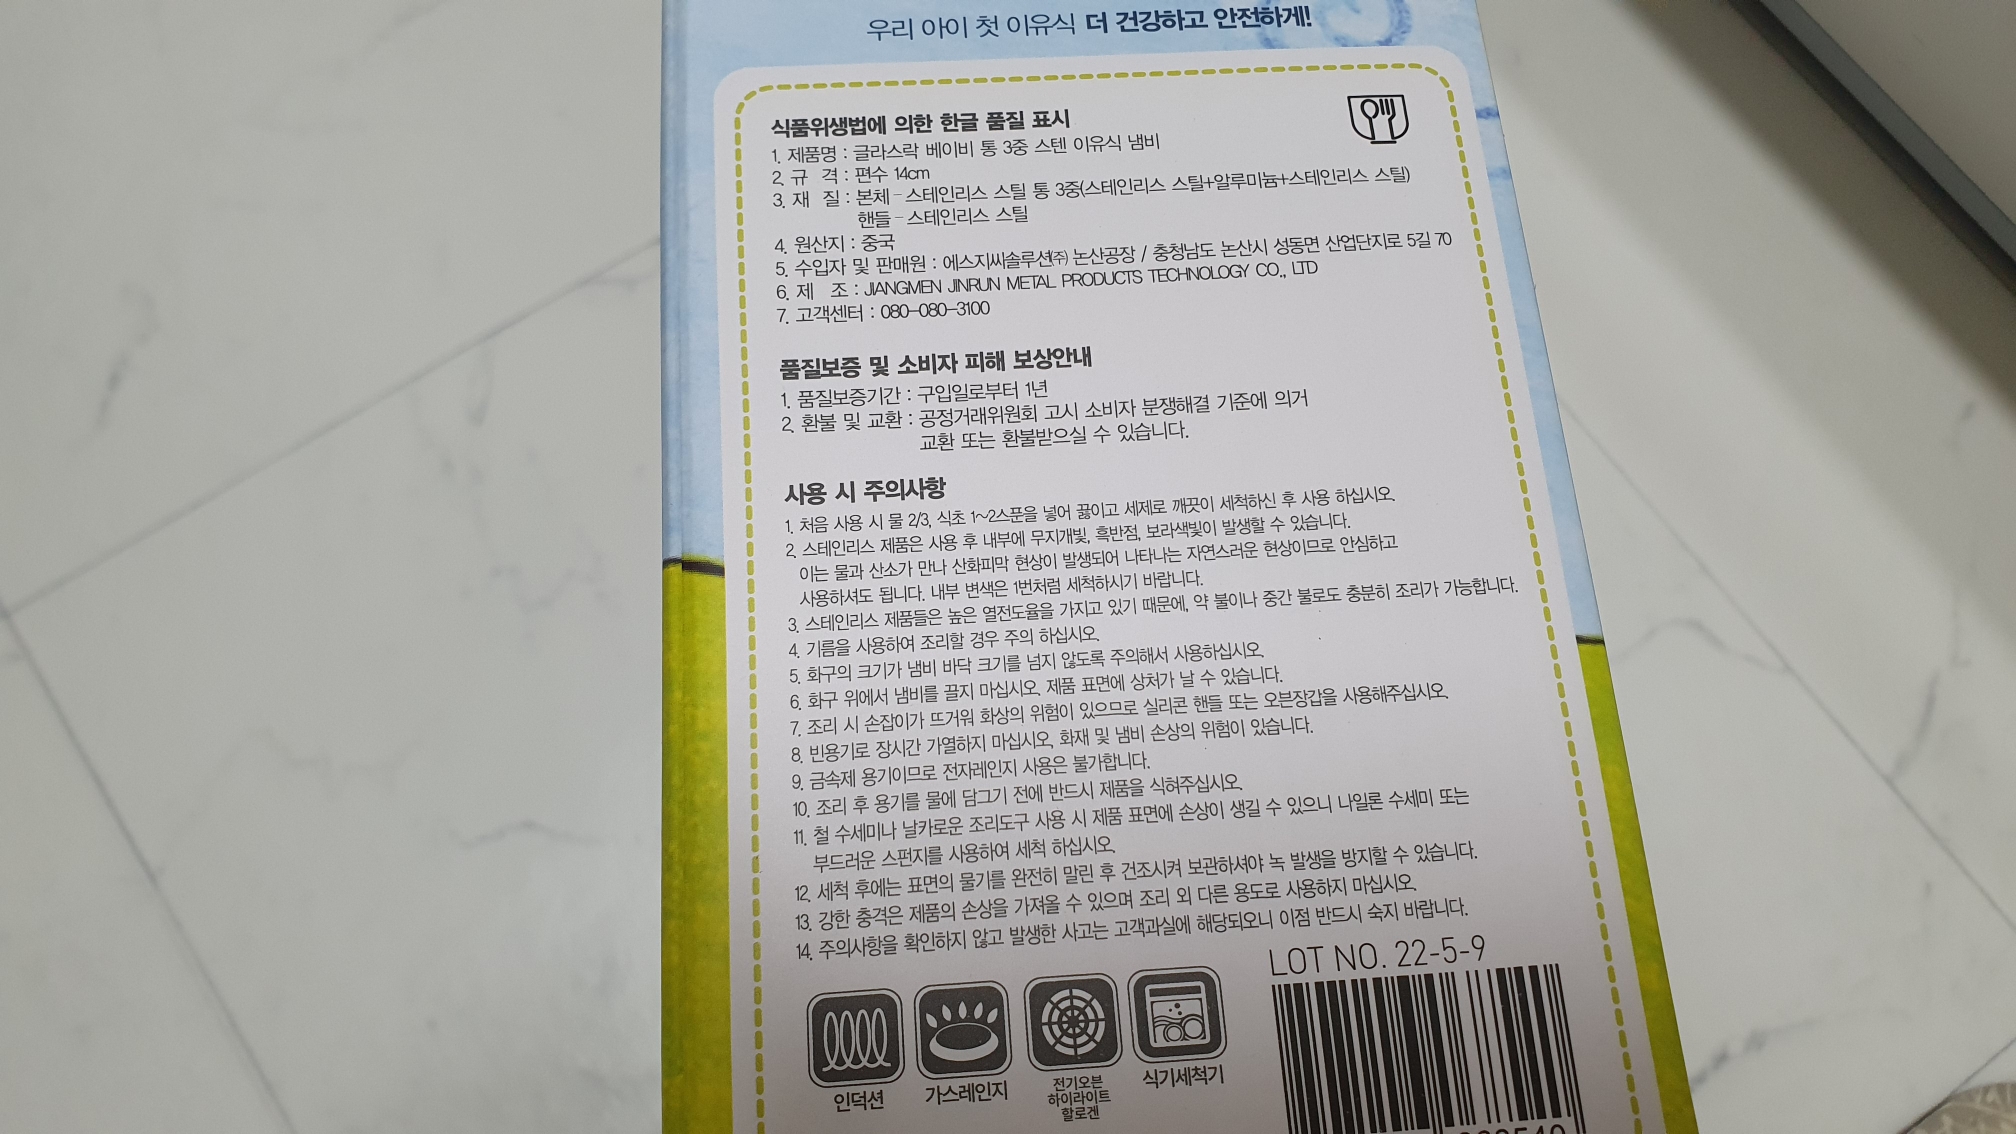 우리 아이 첫 이유식 더 건강하고 안전하게!
식품위생법에 의한 한글 품질 표시
1. 제품명 : 글라스락 베이비 통 3중 스텐 이유식 냄비
2. 규 격 : 편수 14cm
3. 재 질 : 본체 - 스테인리스 스틸 통 3중(스테인리스 스틸+알루미늄+스테인리스 스틸)
핸들 - 스테인리스 스틸
4. 원산지 : 중국
5. 수입자 및 판매원 : 에스지씨솔루션㈜ 논산공장 / 충청남도 논산시 성동면 산업단지로 5길 70
6. 제 조 : JIANGMEN JINRUN METAL PRODUCTS TECHNOLOGY CO., LTD
7. 고객센터 : 080-080-3100
품질보증 및 소비자 피해 보상안내
1. 품질보증기간 : 구입일로부터 1년
2. 환불 및 교환 : 공정거래위원회 고시 소비자 분쟁해결 기준에 의거
교환 또는 환불받으실 수 있습니다.
사용 시 주의사항
1. 처음 사용 시 물 2/3, 식초 1~2스푼을 넣어 끓이고 세제로 깨끗이 세척하신 후 사용 하십시오.
2. 스테인리스 제품은 사용 후 내부에 무지개빛, 흑반점, 보라색빛이 발생할 수 있습니다.
이는 물과 산소가 만나 산화피막 현상이 발생되어 나타나는 자연스러운 현상이므로 안심하고
사용하셔도 됩니다. 내부 변색은 1번처럼 세척하시기 바랍니다.
3. 스테인리스 제품들은 높은 열전도율을 가지고 있기 때문에, 약 불이나 중간 불로도 충분히 조리가 가능합니다.
4. 기름을 사용하여 조리할 경우 주의 하십시오.
5. 화구의 크기가 냄비 바닥 크기를 넘지 않도록 주의해서 사용하십시오.
6. 화구 위에서 냄비를 끌지 마십시오. 제품 표면에 상처가 날 수 있습니다.
7. 조리 시 손잡이가 뜨거워 화상의 위험이 있으므로 실리콘 핸들 또는 오븐장갑을 사용해주십시오.
8. 빈용기로 장시간 가열하지 마십시오. 화재 및 냄비 손상의 위험이 있습니다.
9. 금속제 용기이므로 전자레인지 사용은 불가합니다.
10. 조리 후 용기를 물에 담그기 전에 반드시 제품을 식혀주십시오.
11. 철 수세미나 날카로운 조리도구 사용 시 제품 표면에 손상이 생길 수 있으니 나일론 수세미 또는
부드러운 스펀지를 사용하여 세척 하십시오.
12. 세척 후에는 표면의 물기를 완전히 말린 후 건조시켜 보관하셔야 녹 발생을 방지할 수 있습니다.
13. 강한 충격은 제품의 손상을 가져올 수 있으며 조리 외 다른 용도로 사용하지 마십시오.
14. 주의사항을 확인하지 않고 발생한 사고는 고객과실에 해당되오니 이점 반드시 숙지 바랍니다.
LOT NO. 22-5-9
인덕션
가스레인지
전기오븐
하이라이트
할로겐
식기세척기